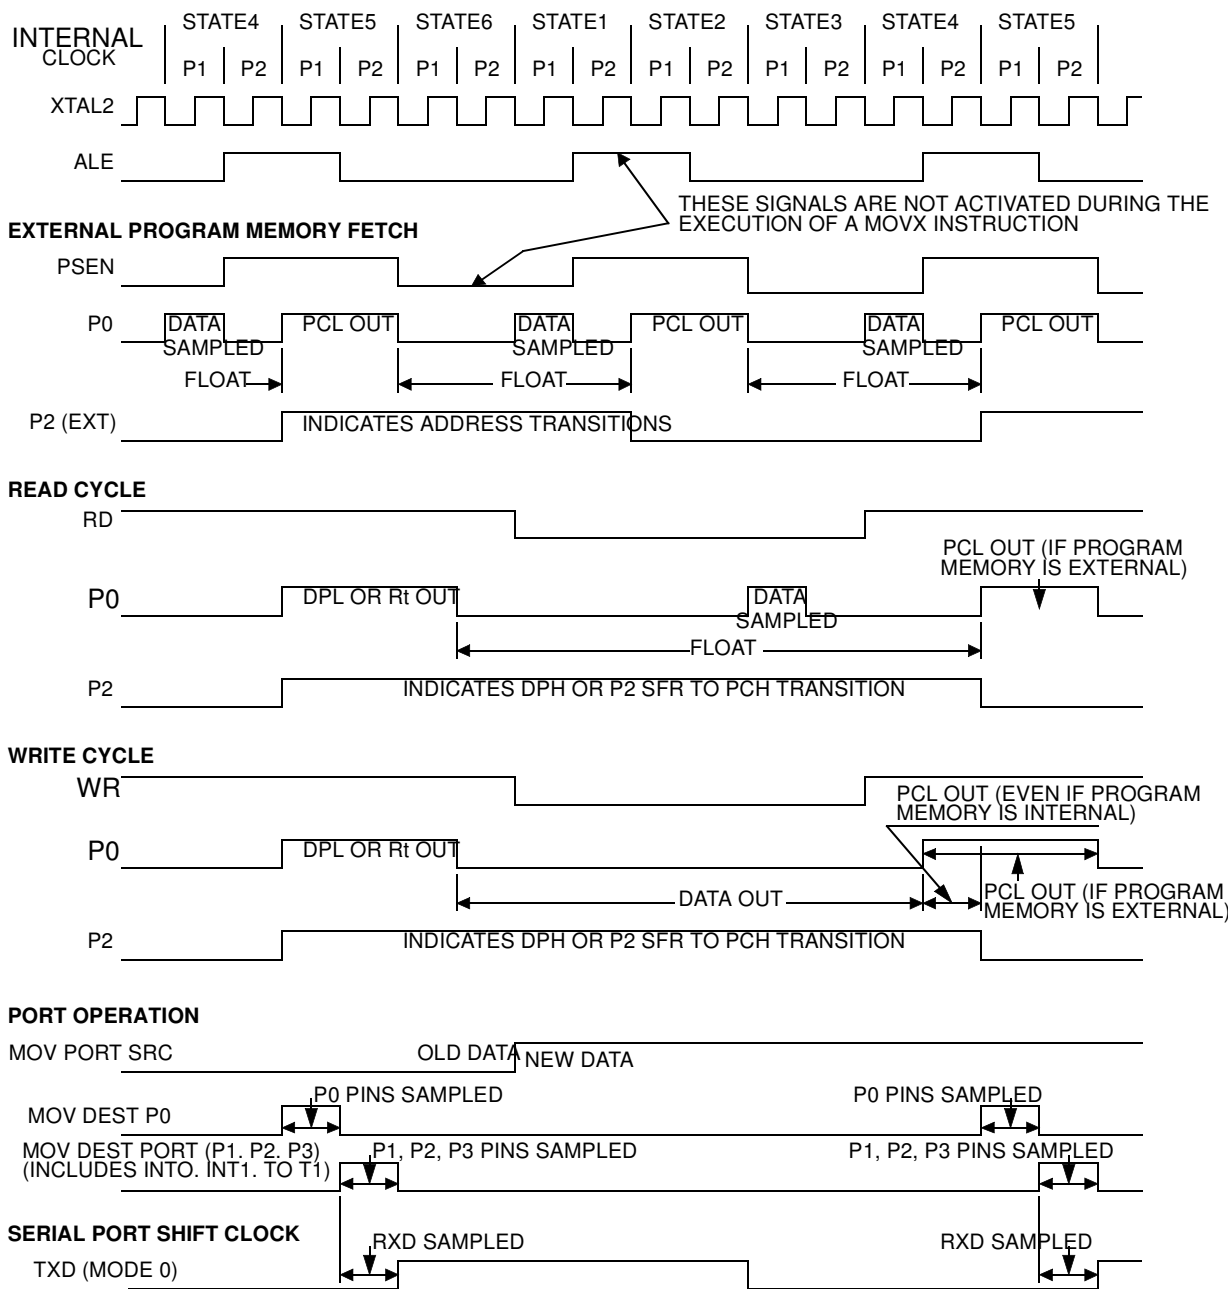 INTERNAL CLOCK
STATE4 STATE5 STATE6 STATE1 STATE2 STATE3 STATE4 STATE5
P1 P2 P1 P2 P1 P2 P1 P2 P1 P2 P1 P2 P1 P2 P1 P2
XTAL2
ALE
THESE SIGNALS ARE NOT ACTIVATED DURING THE
EXECUTION OF A MOVX INSTRUCTION
EXTERNAL PROGRAM MEMORY FETCH
PSEN
P0 DATA PCL OUT DATA PCL OUT DATA PCL OUT
SAMPLED SAMPLED SAMPLED
FLOAT FLOAT FLOAT
P2 (EXT) INDICATES ADDRESS TRANSITIONS
READ CYCLE
RD
PCL OUT (IF PROGRAM
MEMORY IS EXTERNAL)
P0 DPL OR Rt OUT DATA
SAMPLED
FLOAT
P2 INDICATES DPH OR P2 SFR TO PCH TRANSITION
WRITE CYCLE
WR
PCL OUT (EVEN IF PROGRAM
MEMORY IS INTERNAL)
P0 DPL OR Rt OUT
DATA OUT
PCL OUT (IF PROGRAM
MEMORY IS EXTERNAL)
P2 INDICATES DPH OR P2 SFR TO PCH TRANSITION
PORT OPERATION
MOV PORT SRC OLD DATA NEW DATA
P0 PINS SAMPLED P0 PINS SAMPLED
MOV DEST P0
MOV DEST PORT (P1. P2. P3) P1, P2, P3 PINS SAMPLED P1, P2, P3 PINS SAMPLED
(INCLUDES INTO. INT1. TO T1)
SERIAL PORT SHIFT CLOCK RXD SAMPLED RXD SAMPLED
TXD (MODE 0)